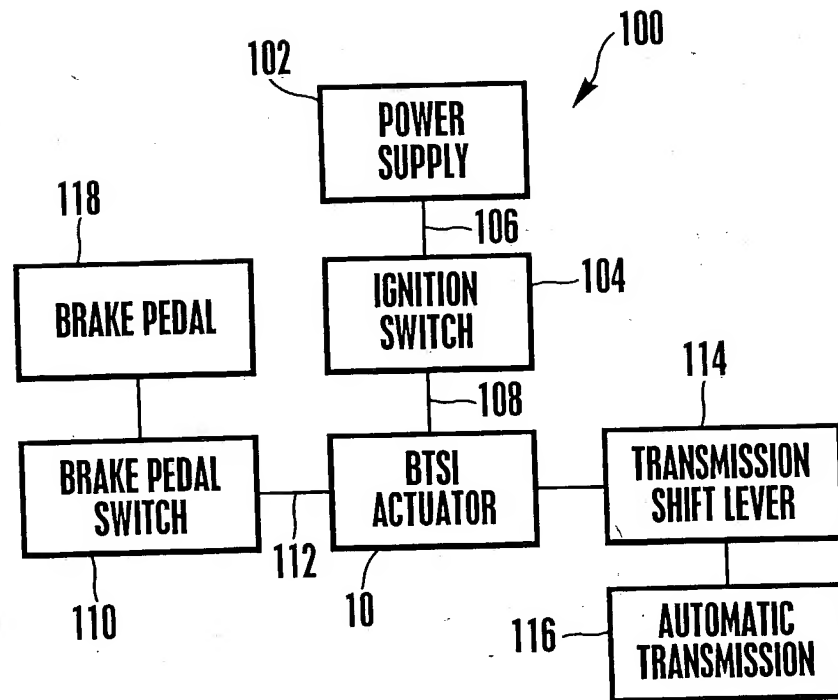 100
102
POWER
SUPPLY
118
106
BRAKE PEDAL
IGNITION
SWITCH
104
114
108
BRAKE PEDAL
SWITCH
BTSI
ACTUATOR
TRANSMISSION
SHIFT LEVER
112
110
10
116
AUTOMATIC
TRANSMISSION